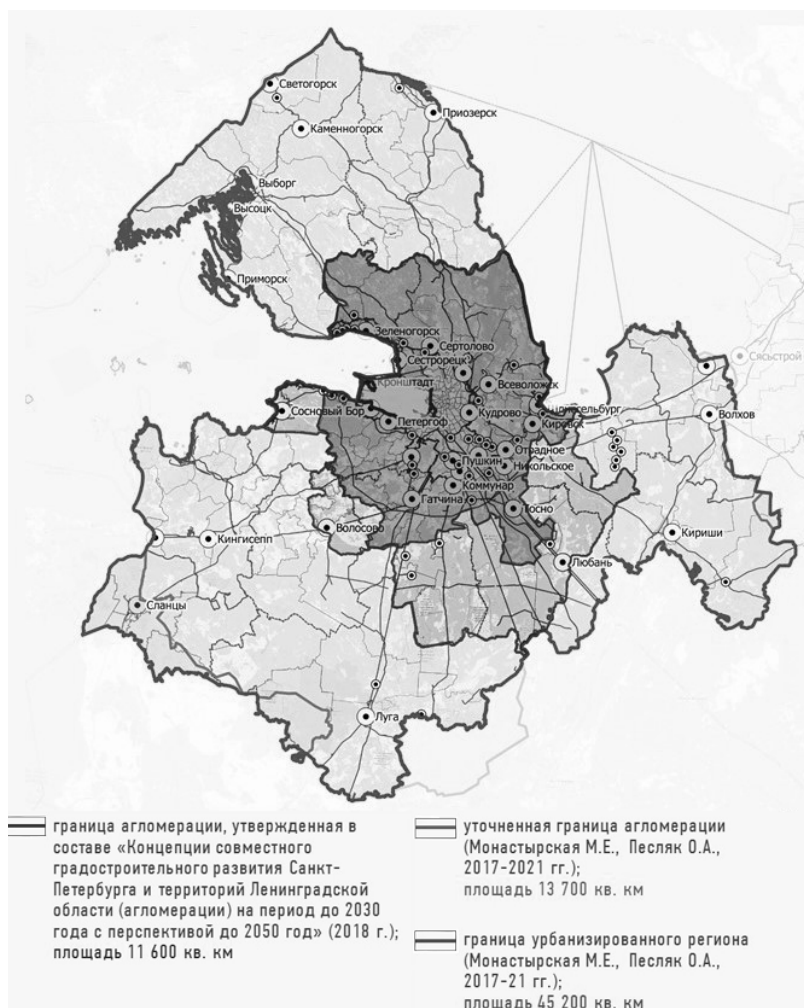 Светогорск
Приозерск
Каменногорск
Выборг
Высоцк
Приморск
Зеленогорск
Сертолово
Сестрорецк
Сясьстрой
Кронштадт
Всеволожск
Сосновый Бор
Кудрово
Шлиссельбург
Волхов
Петергоф
Кировск
Отрадное
Пушкин
Никольское
Коммунар
Гатчина
Тосно
Волосово
Кингисепп
Кириши
Любань
Сланцы
Луга
граница агломерации, утвержденная в
составе «Концепции совместного
градостроительного развития Санкт-
Петербурга и территорий Ленинградской
области (агломерации) на период до 2030
года с перспективой до 2050 год» (2018 г.);
площадь 11 600 кв. км
уточненная граница агломерации
(Монастырская М.Е., Песляк О.А.,
2017-2021 гг.);
площадь 13 700 кв. км
граница урбанизированного региона
(Монастырская М.Е., Песляк О.А.,
2017-21 гг.);
площадь 45 200 кв. км